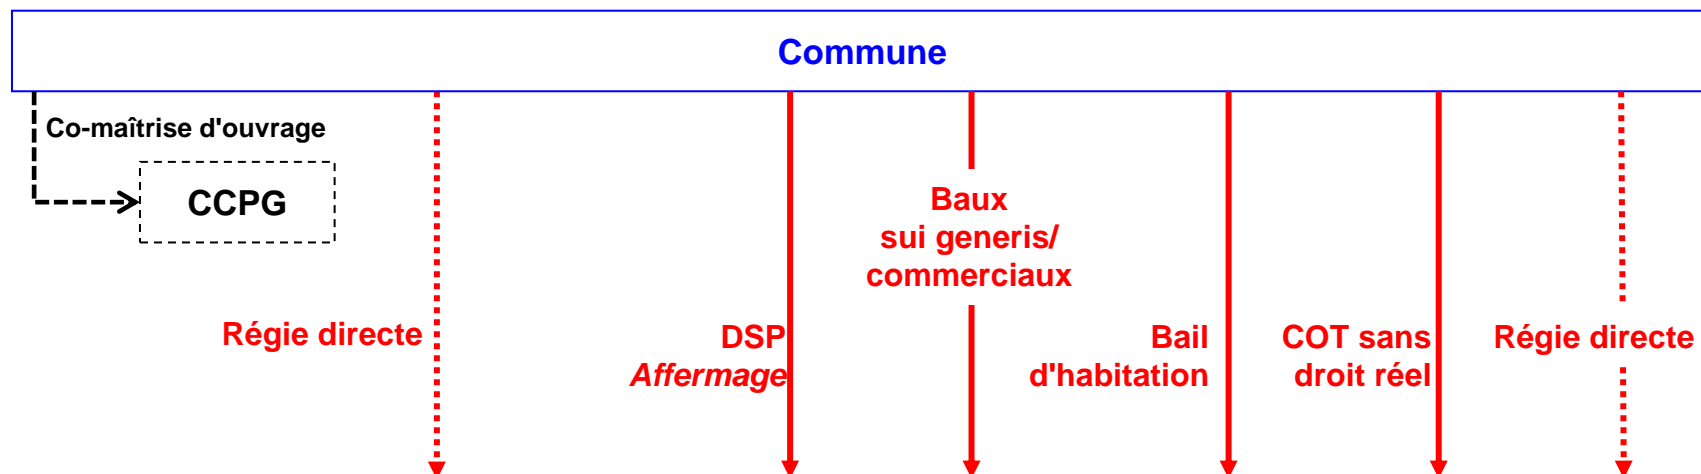 Commune
Co-maîtrise d'ouvrage
CCPG
Baux
sui generis/
commerciaux
Régie directe
DSP
Affermage
Bail
d'habitation
COT sans
droit réel
Régie directe